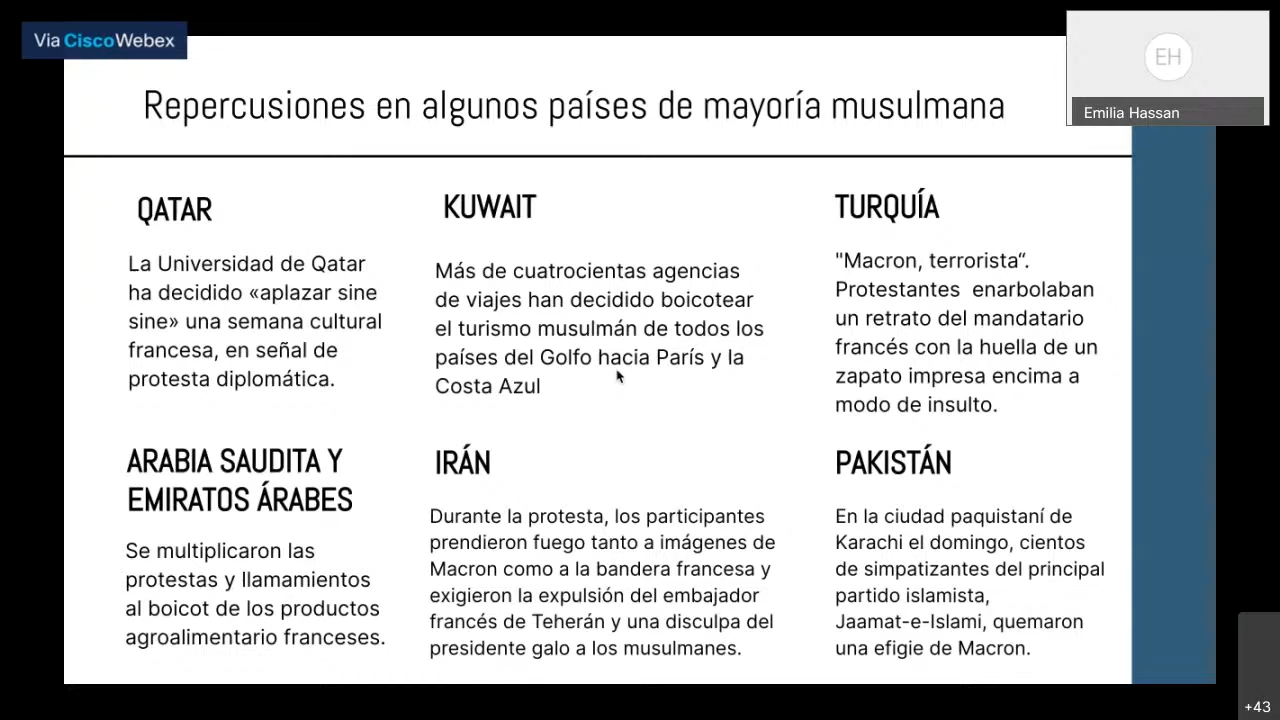 Via CiscoWebex
EH
Emilia Hassan
Repercusiones en algunos países de mayoría musulmana
QATAR
La Universidad de Qatar
ha decidido «aplazar sine
sine» una semana cultural
francesa, en señal de
protesta diplomática.
KUWAIT
Más de cuatrocientas agencias
de viajes han decidido boicotear
el turismo musulmán de todos los
países del Golfo hacia París y la
Costa Azul
TURQUÍA
"Macron, terrorista“.
Protestantes  enarbolaban
un retrato del mandatario
francés con la huella de un
zapato impresa encima a
modo de insulto.
ARABIA SAUDITA Y
EMIRATOS ÁRABES
Se multiplicaron las
protestas y llamamientos
al boicot de los productos
agroalimentario franceses.
IRÁN
Durante la protesta, los participantes
prendieron fuego tanto a imágenes de
Macron como a la bandera francesa y
exigieron la expulsión del embajador
francés de Teherán y una disculpa del
presidente galo a los musulmanes.
PAKISTÁN
En la ciudad paquistaní de
Karachi el domingo, cientos
de simpatizantes del principal
partido islamista,
Jaamat-e-Islami, quemaron
una efigie de Macron.
+43